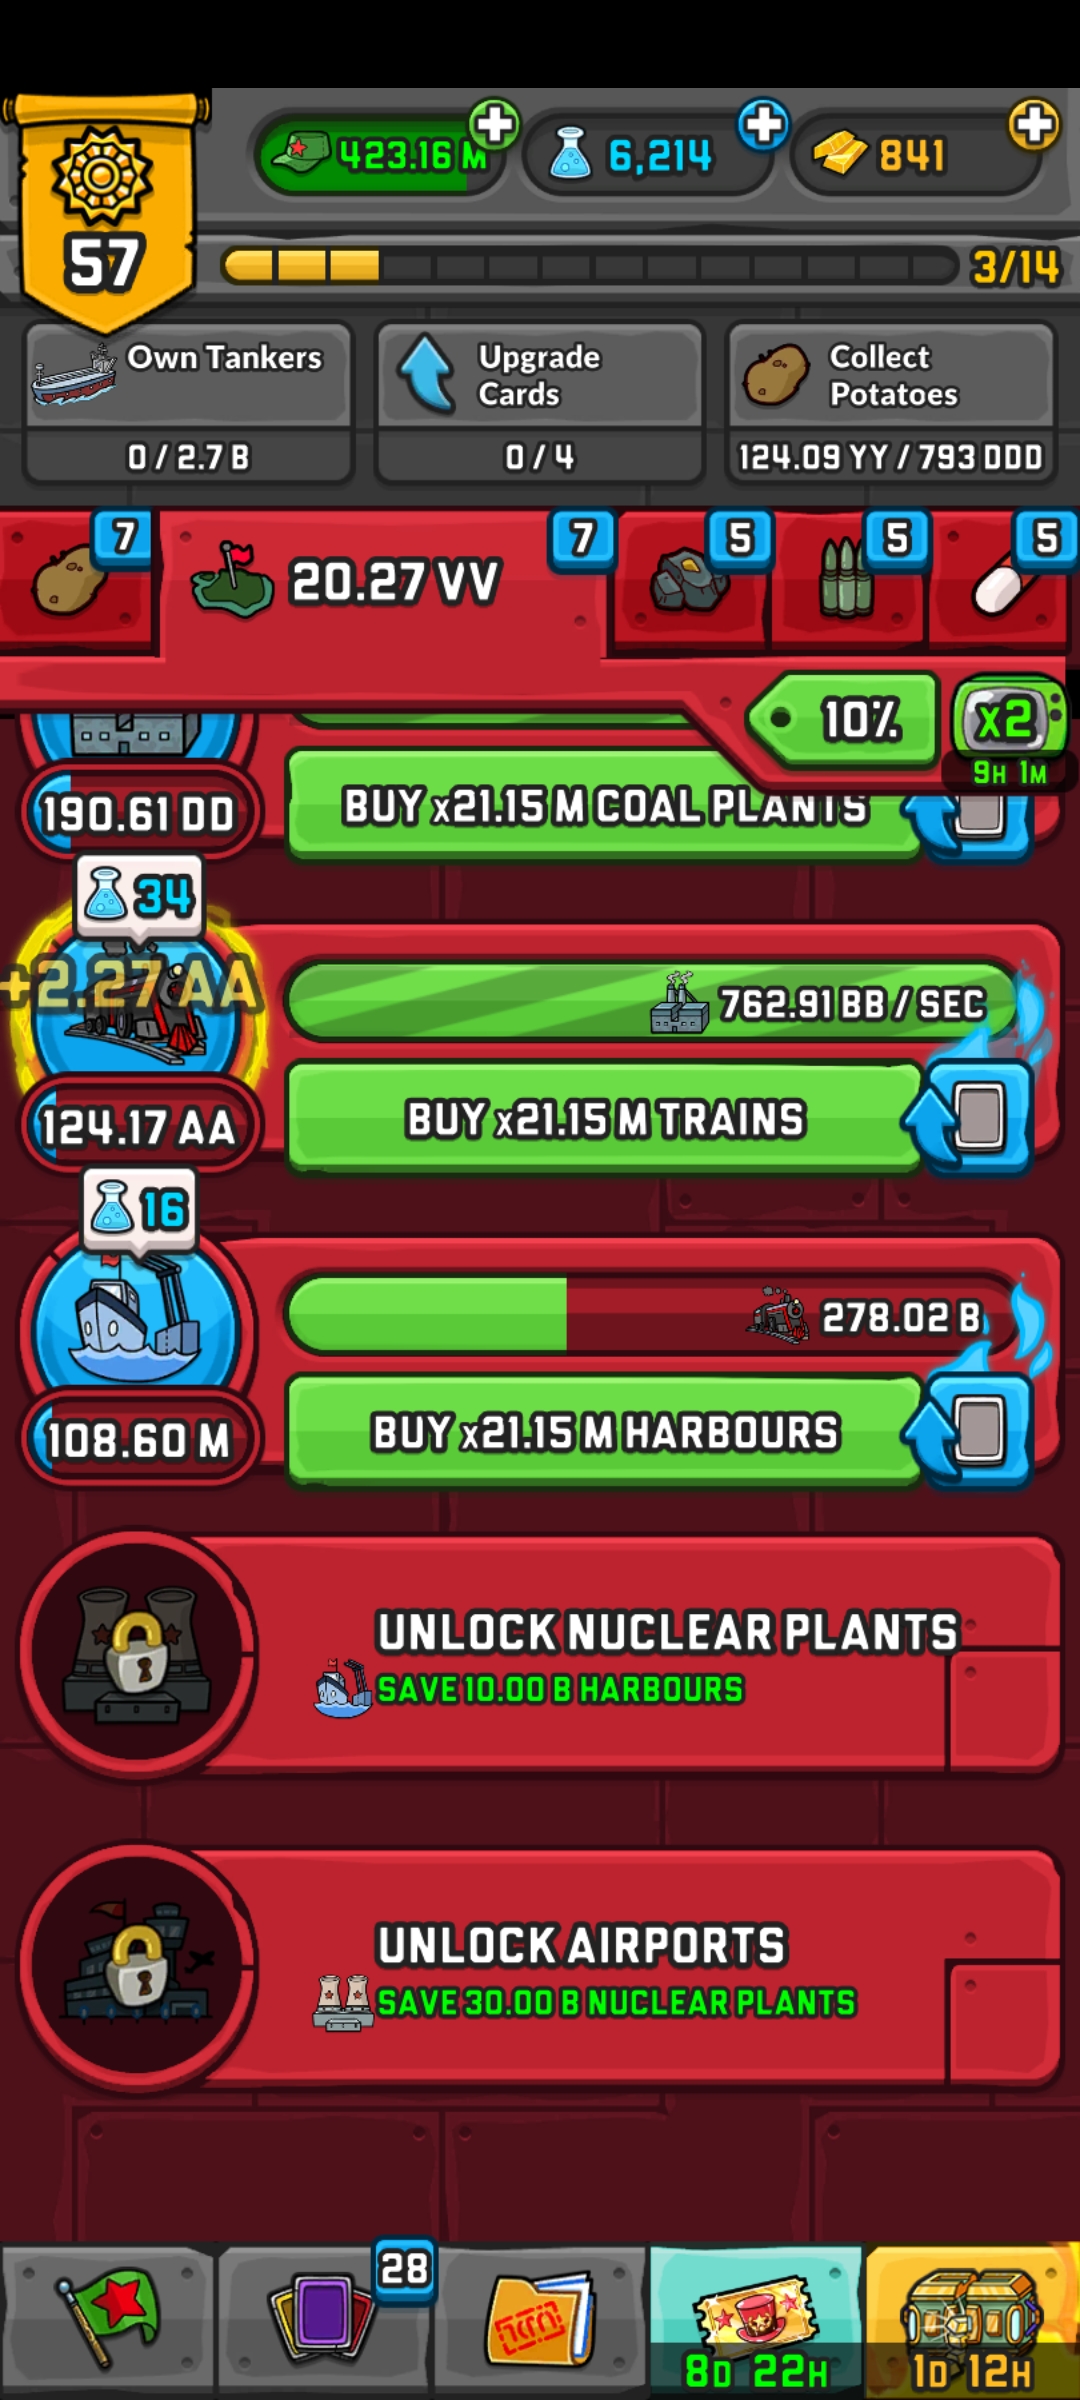 423.16 M
6,214
841
57
3/14
Own Tankers
0 / 2.7 B
Upgrade
Cards
0 / 4
Collect
Potatoes
124.09 YY / 793 DDD
7
20.27 VV
7
5
5
5
10%
x2
9H 1M
190.61 DD
BUY x21.15 M COAL PLANTS
34
+2.27 AA
762.91 BB / SEC
124.17 AA
BUY x21.15 M TRAINS
16
278.02 B
108.60 M
BUY x21.15 M HARBOURS
UNLOCK NUCLEAR PLANTS
SAVE 10.00 B HARBOURS
UNLOCK AIRPORTS
SAVE 30.00 B NUCLEAR PLANTS
28
8D 22H
1D 12H